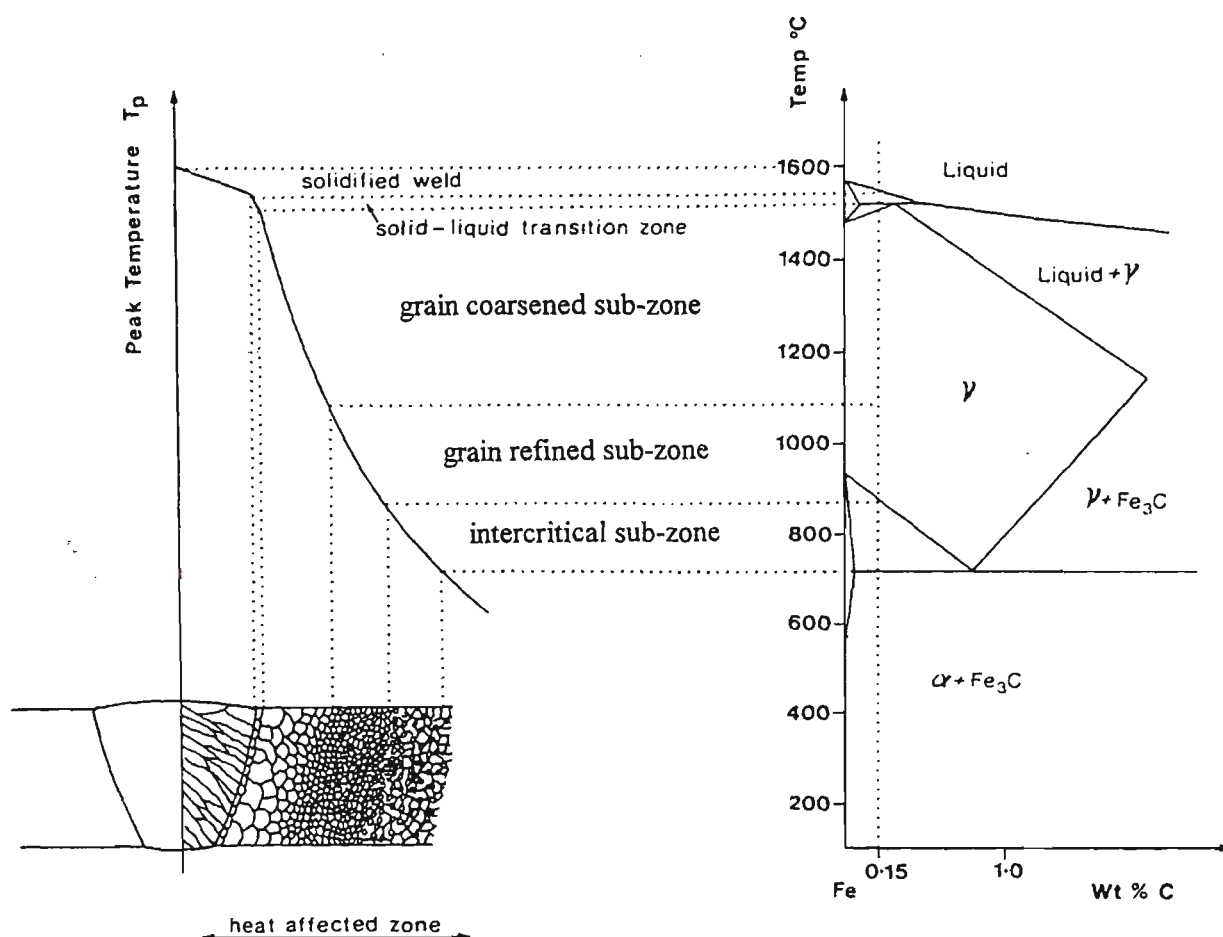 Peak Temperature Tp
solidified weld
solid-liquid transition zone
grain coarsened sub-zone
grain refined sub-zone
intercritical sub-zone
heat affected zone
Temp °C
1600
1400
1200
1000
800
600
400
200
Liquid
Liquid + γ
γ
γ + Fe₃C
α + Fe₃C
Fe
0.15
1.0
Wt % C